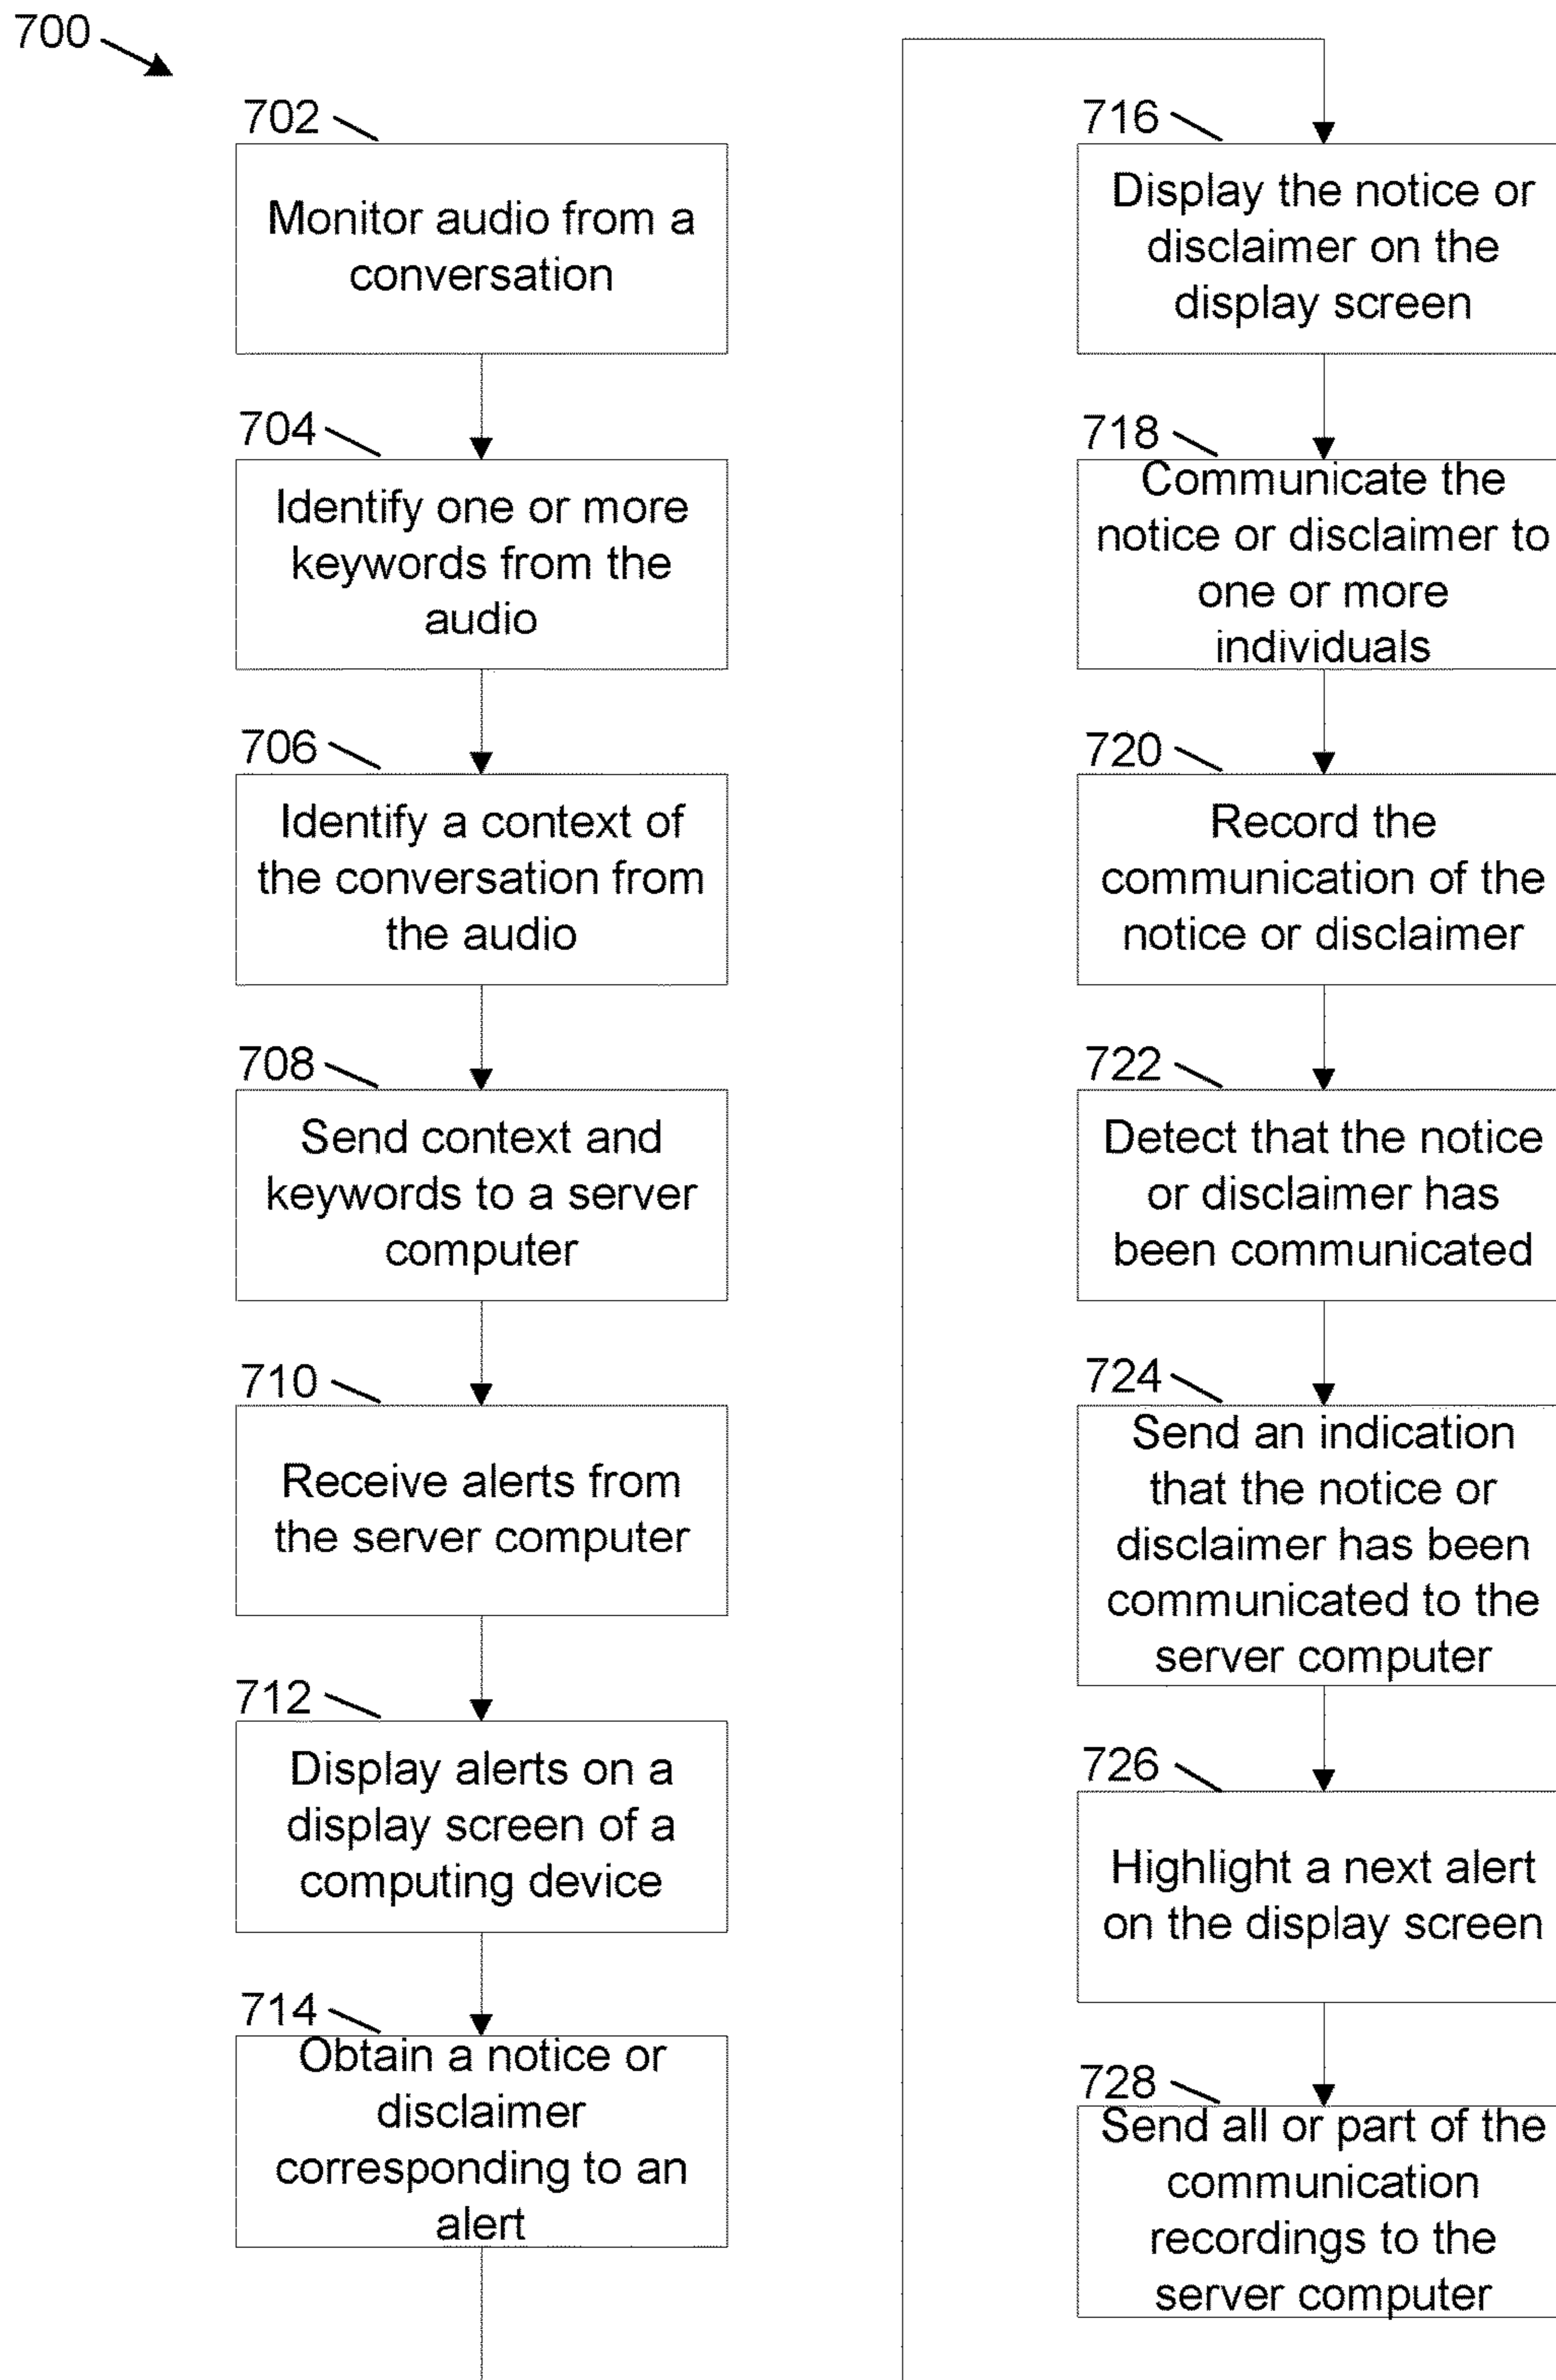 700
702
Monitor audio from a
conversation
704
Identify one or more
keywords from the
audio
706
Identify a context of
the conversation from
the audio
708
Send context and
keywords to a server
computer
710
Receive alerts from
the server computer
712
Display alerts on a
display screen of a
computing device
714
Obtain a notice or
disclaimer
corresponding to an
alert
716
Display the notice or
disclaimer on the
display screen
718
Communicate the
notice or disclaimer to
one or more
individuals
720
Record the
communication of the
notice or disclaimer
722
Detect that the notice
or disclaimer has
been communicated
724
Send an indication
that the notice or
disclaimer has been
communicated to the
server computer
726
Highlight a next alert
on the display screen
728
Send all or part of the
communication
recordings to the
server computer